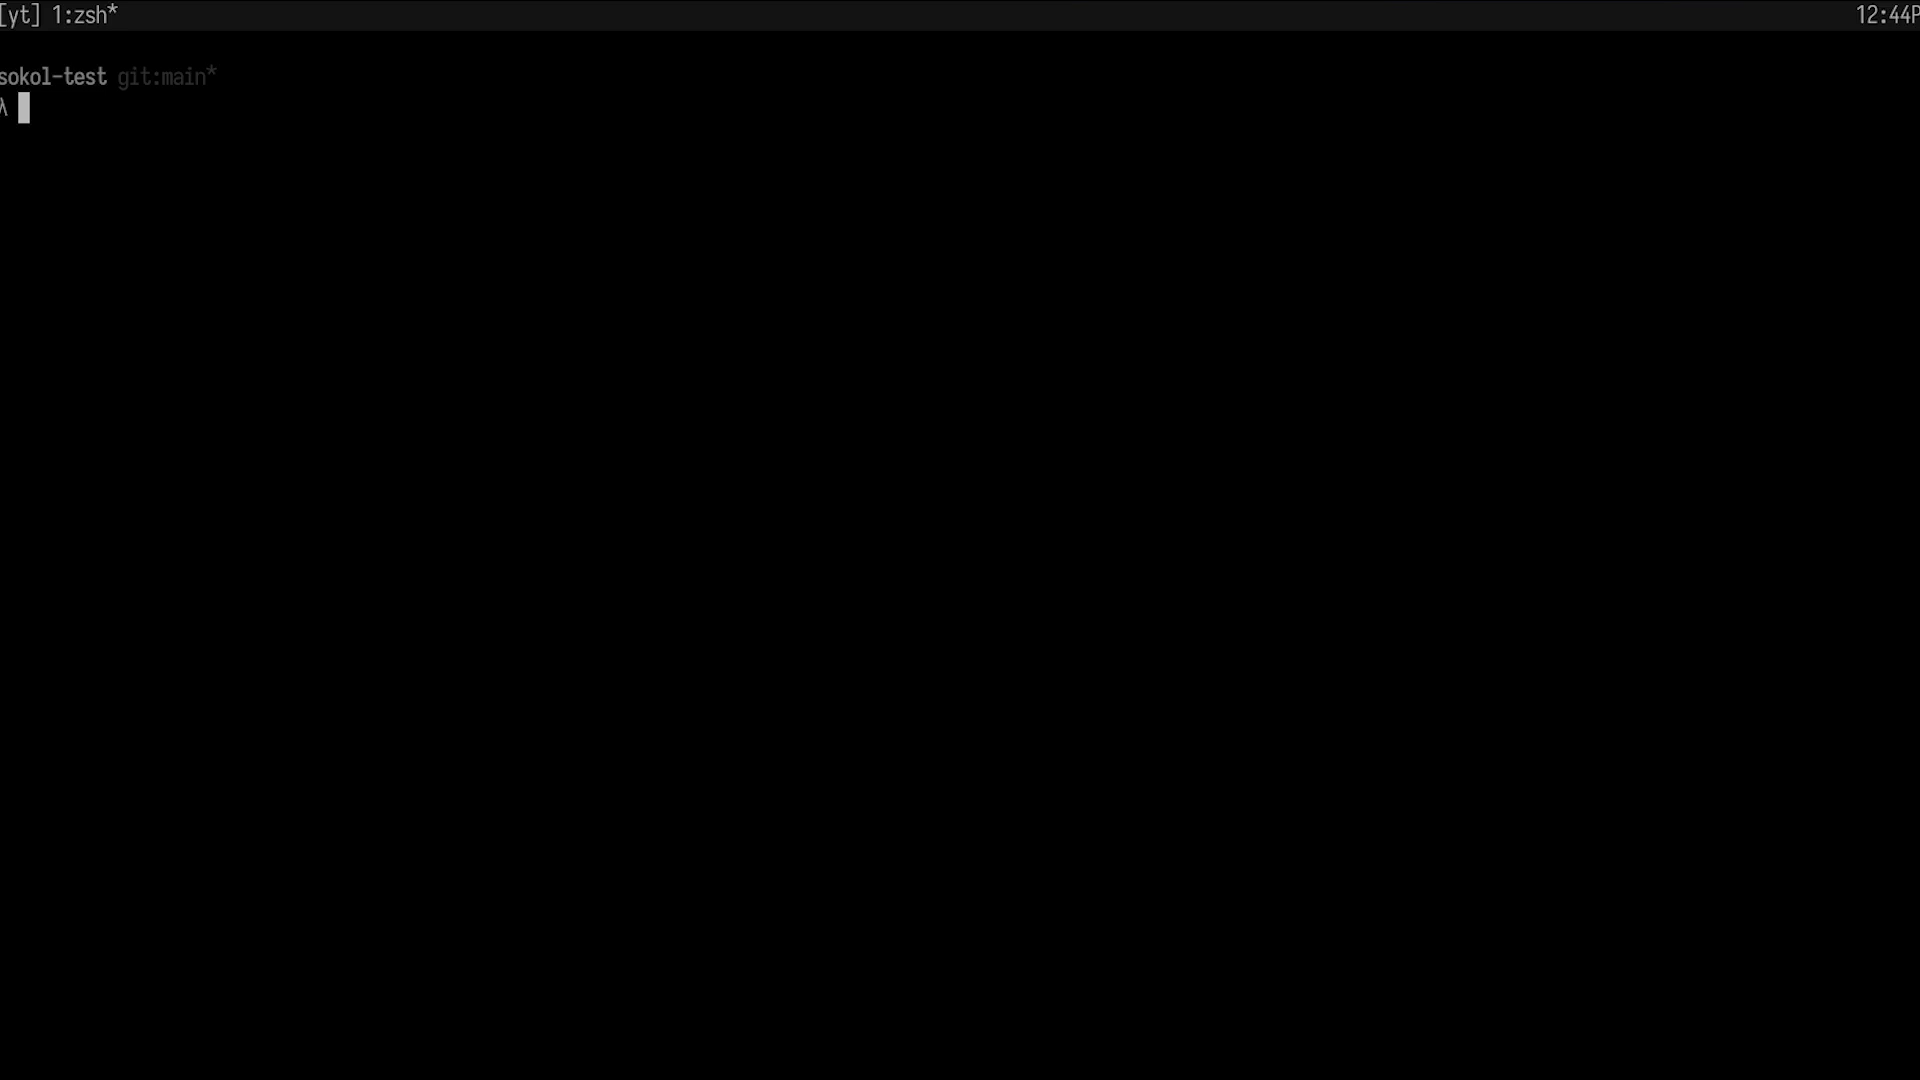 [yt] 1:zsh* 12:44P
sokol-test git:main*
λ